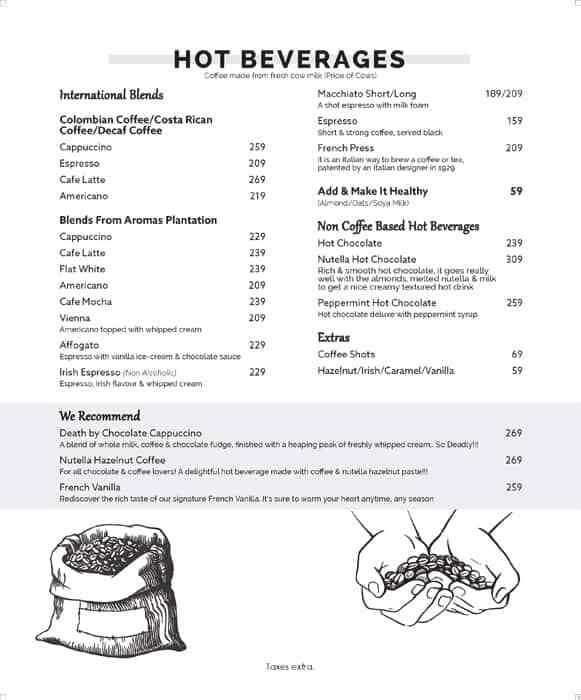 HOT BEVERAGES
Coffee made from fresh cow milk (Pride of Cows)
International Blends
Colombian Coffee/Costa Rican
Coffee/Decaf Coffee
Cappuccino 259
Espresso 209
Cafe Latte 269
Americano 219
Blends From Aromas Plantation
Cappuccino 229
Cafe Latte 239
Flat White 239
Americano 209
Cafe Mocha 239
Vienna 209
Americano topped with whipped cream
Affogato 229
Espresso with vanilla ice-cream & chocolate sauce
Irish Espresso (Non Alcoholic) 229
Espresso, Irish flavour & whipped cream
Macchiato Short/Long 189/209
A shot espresso with milk foam
Espresso 159
Short & strong coffee, served black
French Press 209
It is an Italian way to brew a coffee or tea,
patented by an Italian designer in 1929
Add & Make It Healthy 59
(Almond/Oats/Soya Milk)
Non Coffee Based Hot Beverages
Hot Chocolate 239
Nutella Hot Chocolate 309
Rich & smooth hot chocolate, it goes really
well with the almonds, melted nutella & milk
to get a nice creamy textured hot drink
Peppermint Hot Chocolate 259
Hot chocolate deluxe with peppermint syrup
Extras
Coffee Shots 69
Hazelnut/Irish/Caramel/Vanilla 59
We Recommend
Death by Chocolate Cappuccino 269
A blend of whole milk, coffee & chocolate fudge, finished with a heaping peak of freshly whipped cream.. So Deadly!!!
Nutella Hazelnut Coffee 269
For all chocolate & coffee lovers! A delightful hot beverage made with coffee & nutella hazelnut paste!!!
French Vanilla 259
Rediscover the rich taste of our signature French Vanilla. It's sure to warm your heart anytime, any season
Taxes extra.